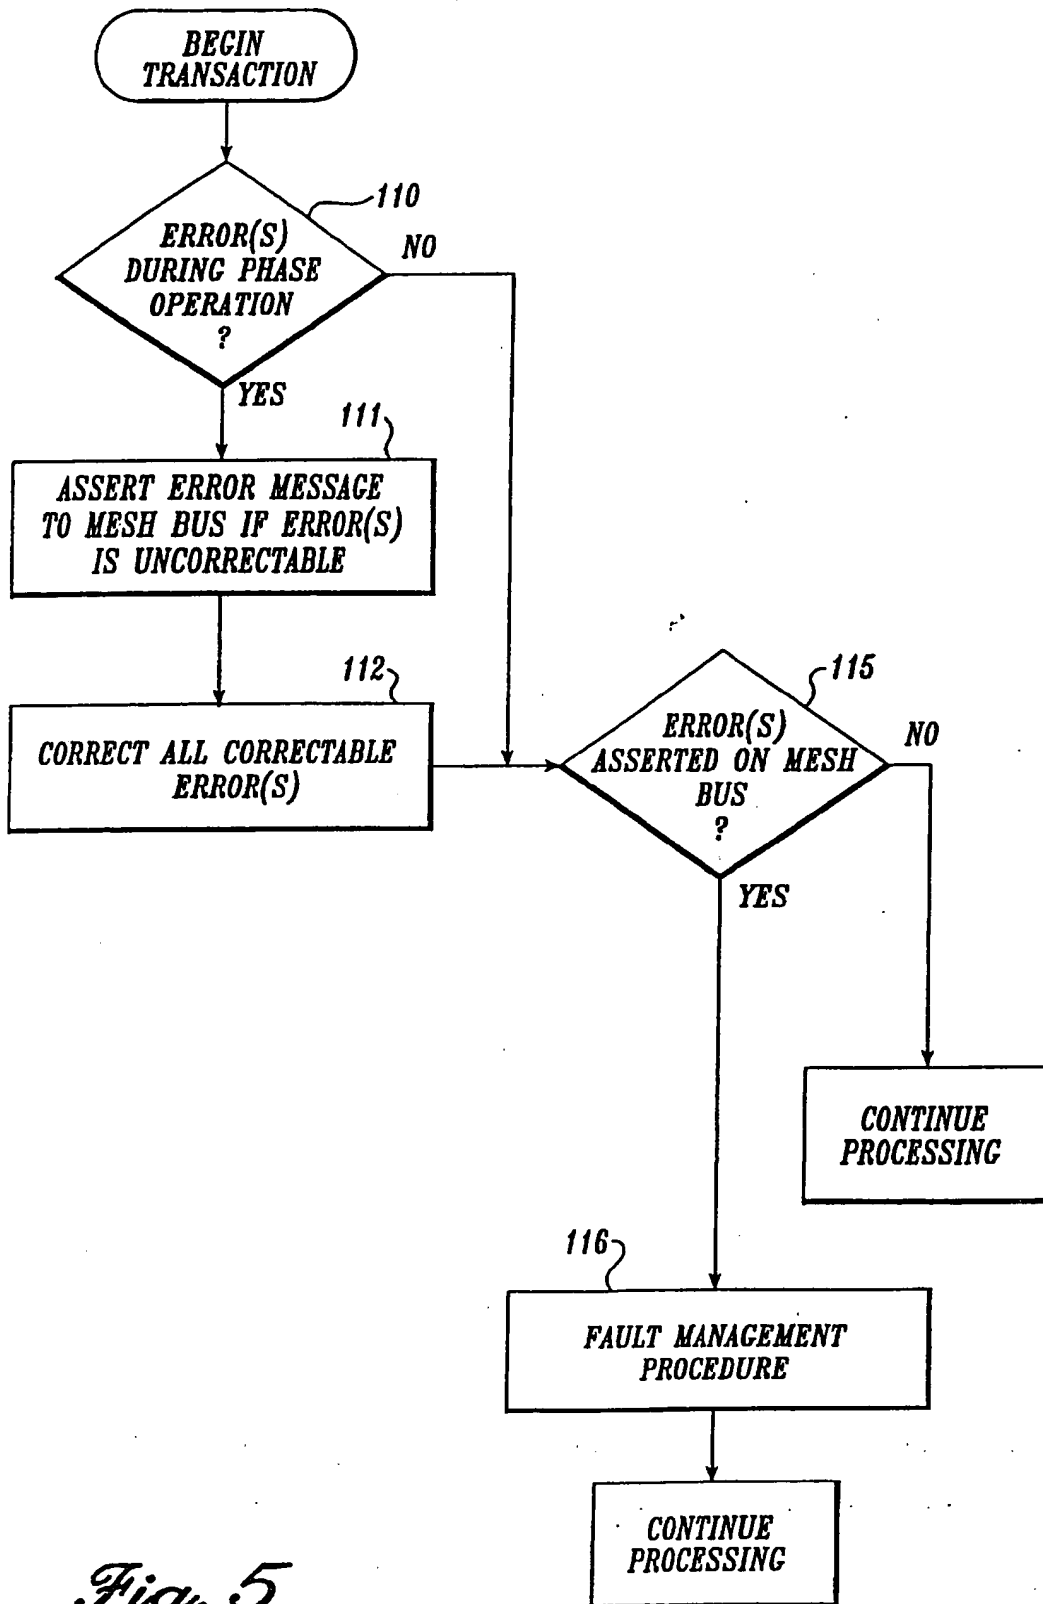 BEGIN
TRANSACTION
110
ERROR(S)
DURING PHASE
OPERATION
?
NO
YES
111
ASSERT ERROR MESSAGE
TO MESH BUS IF ERROR(S)
IS UNCORRECTABLE
112
CORRECT ALL CORRECTABLE
ERROR(S)
115
ERROR(S)
ASSERTED ON MESH
BUS
?
NO
YES
CONTINUE
PROCESSING
116
FAULT MANAGEMENT
PROCEDURE
CONTINUE
PROCESSING
Fig. 5